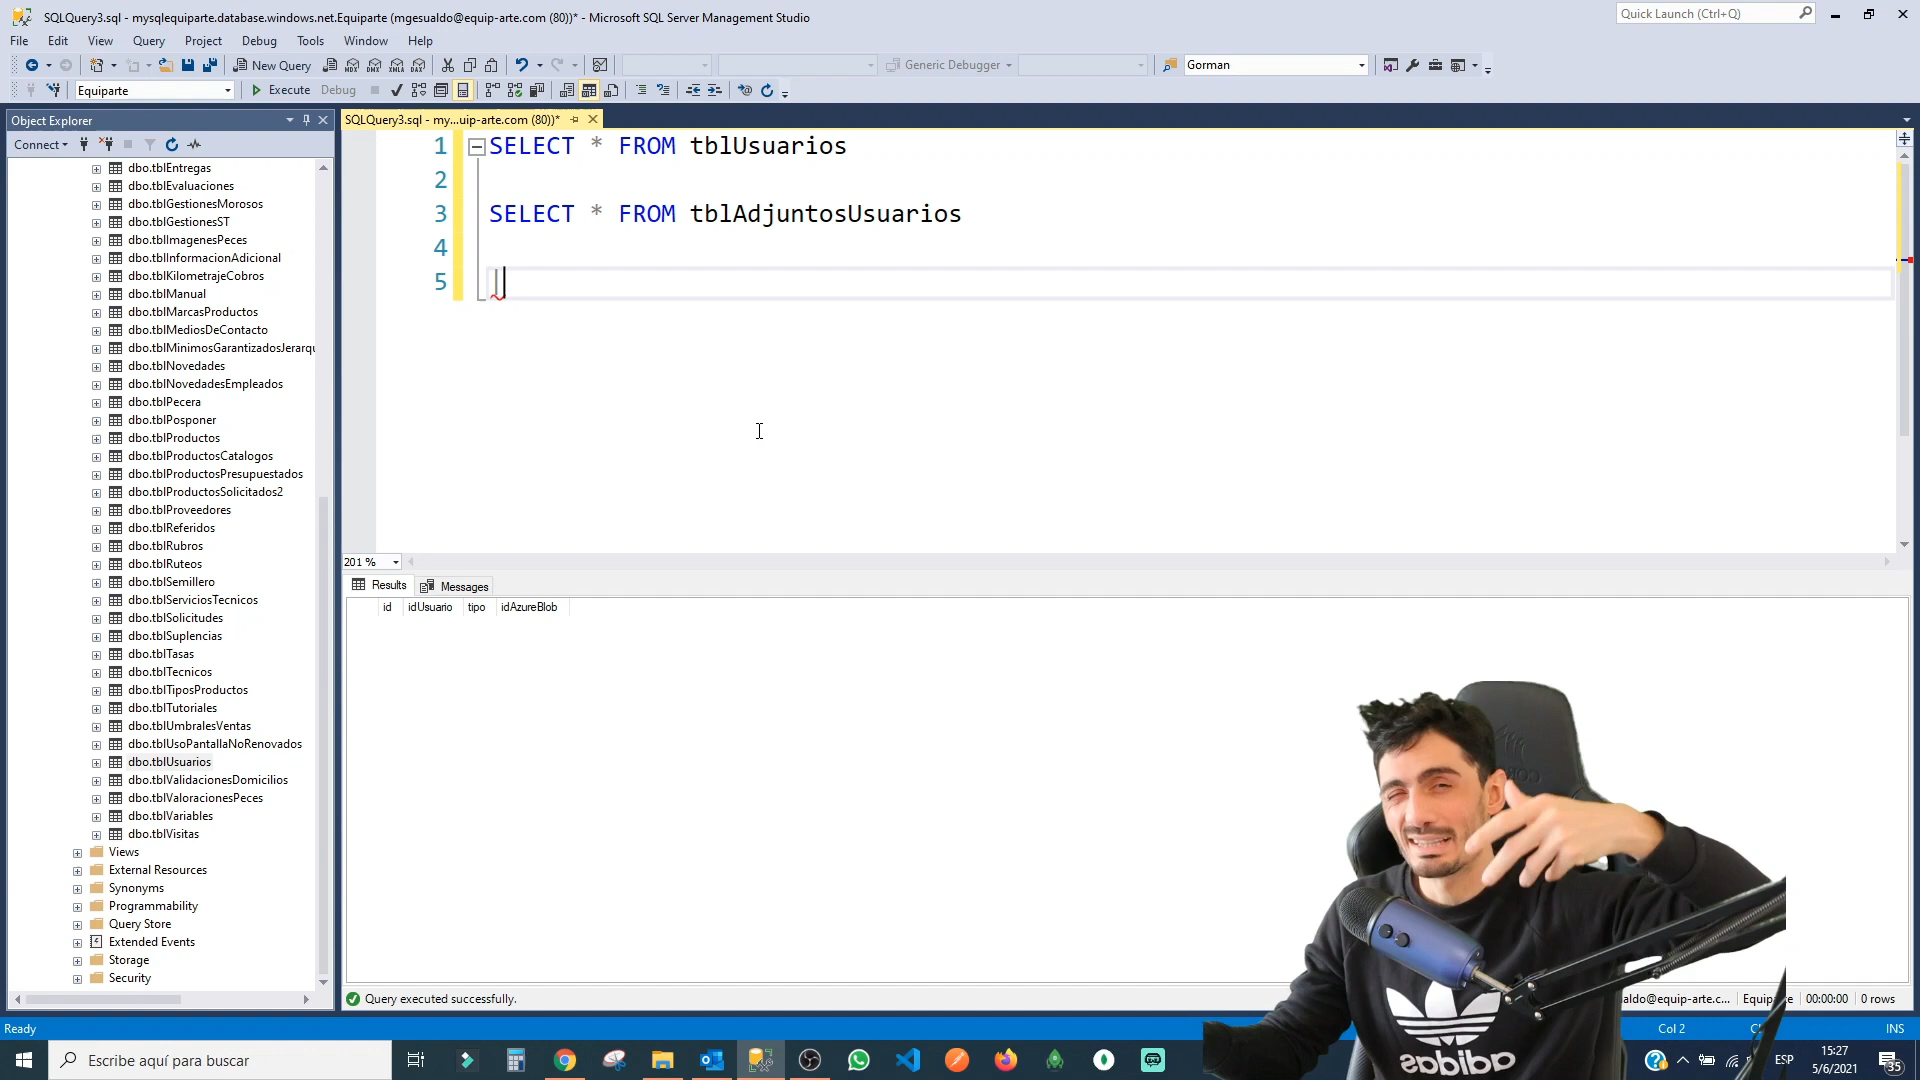 SQLQuery3.sql - mysqlequiparte.database.windows.net.Equiparte (mgesualdo@equip-arte.com (80))* - Microsoft SQL Server Management Studio
Quick Launch (Ctrl+Q)
File Edit View Query Project Debug Tools Window Help
New Query
Generic Debugger
Gorman
Equiparte
Execute
Debug
Object Explorer
SQLQuery3.sql - my...uip-arte.com (80))*
Connect
dbo.tblEntregas
dbo.tblEvaluaciones
dbo.tblGestionesMorosos
dbo.tblGestionesST
dbo.tblImagenesPeces
dbo.tblInformacionAdicional
dbo.tblKilometrajeCobros
dbo.tblManual
dbo.tblMarcasProductos
dbo.tblMediosDeContacto
dbo.tblMinimosGarantizadosJerarqu
dbo.tblNovedades
dbo.tblNovedadesEmpleados
dbo.tblPecera
dbo.tblPosponer
dbo.tblProductos
dbo.tblProductosCatalogos
dbo.tblProductosPresupuestados
dbo.tblProductosSolicitados2
dbo.tblProveedores
dbo.tblReferidos
dbo.tblRubros
dbo.tblRuteos
dbo.tblSemillero
dbo.tblServiciosTecnicos
dbo.tblSolicitudes
dbo.tblSuplencias
dbo.tblTasas
dbo.tblTecnicos
dbo.tblTiposProductos
dbo.tblTutoriales
dbo.tblUmbralesVentas
dbo.tblUsoPantallaNoRenovados
dbo.tblUsuarios
dbo.tblValidacionesDomicilios
dbo.tblValoracionesPeces
dbo.tblVariables
dbo.tblVisitas
Views
External Resources
Synonyms
Programmability
Query Store
Extended Events
Storage
Security
1 SELECT * FROM tblUsuarios
2
3 SELECT * FROM tblAdjuntosUsuarios
4
5
201 %
Results
Messages
id idUsuario tipo idAzureBlob
Query executed successfully.
aldo@equip-arte.c...
00:00:00
0 rows
Ready
Col 2
INS
Escribe aquí para buscar
adidas
ESP
15:27
5/6/2021
35